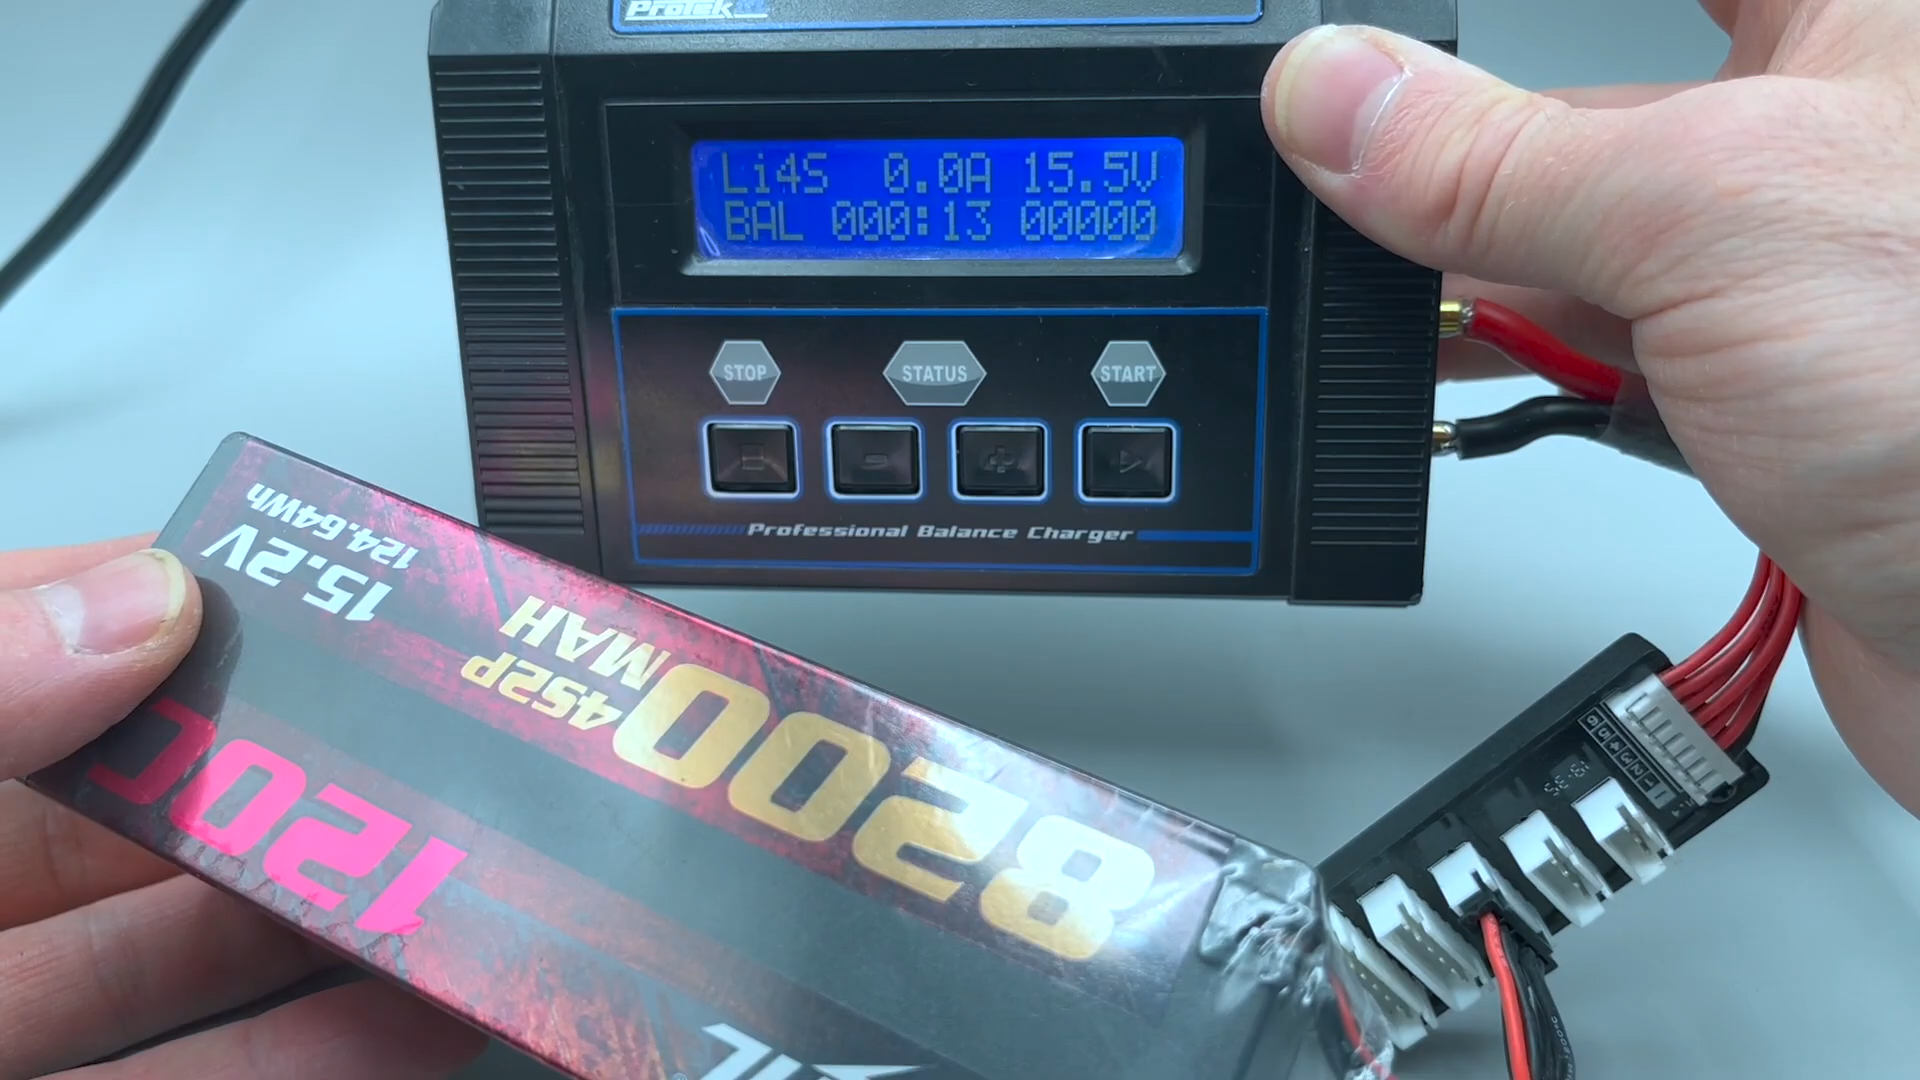 ProTek RC
Li4S 0.0A 15.5V
BAL 000:13 00000
STOP STATUS START
Professional Balance Charger
15.2V
124.64Wh
8200MAH
4S2P
120C